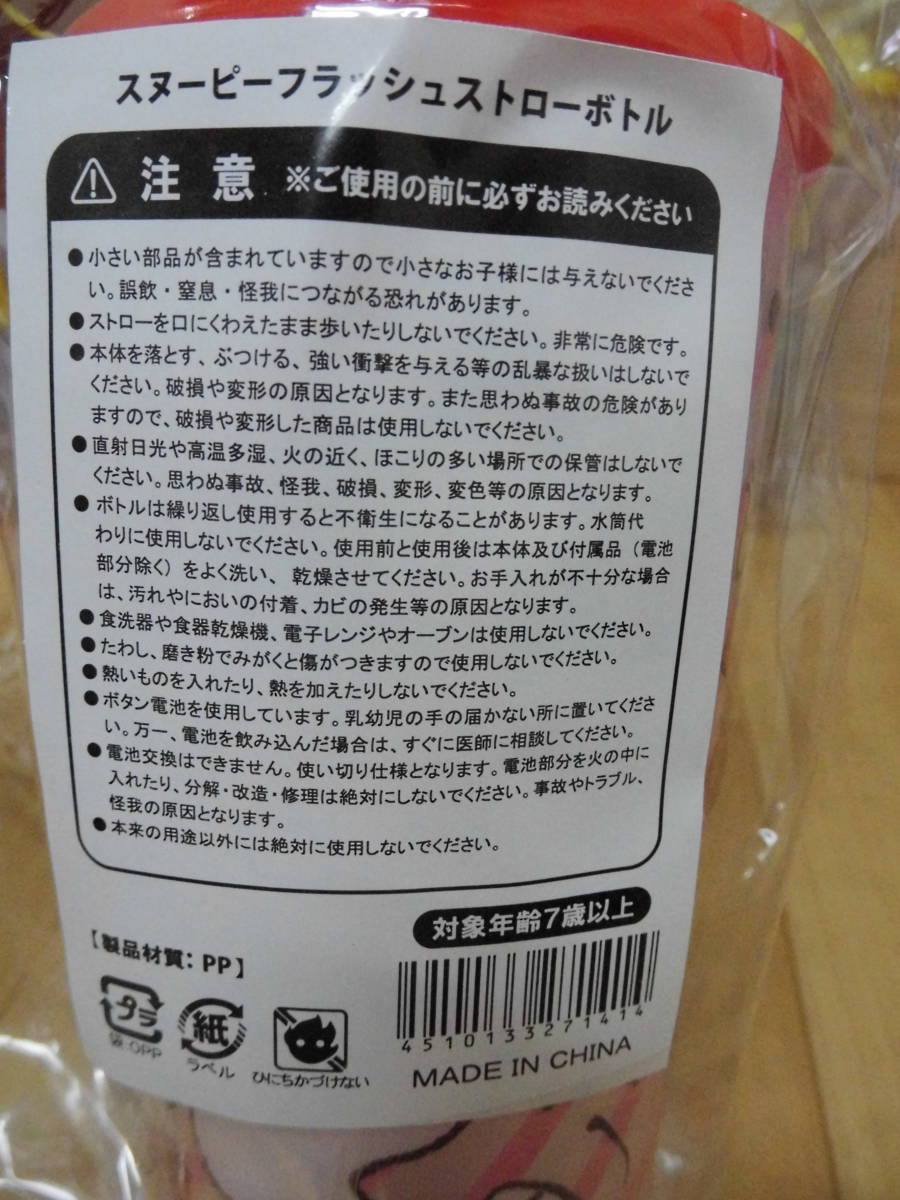 スヌーピーフラッシュストローボトル
注意 ※ご使用の前に必ずお読みください
●小さい部品が含まれていますので小さなお子様には与えないでくださ
い。誤飲・窒息・怪我につながる恐れがあります。
●ストローを口にくわえたまま歩いたりしないでください。非常に危険です。
●本体を落とす、ぶつける、強い衝撃を与える等の乱暴な扱いはしないで
ください。破損や変形の原因となります。また思わぬ事故の危険があり
ますので、破損や変形した商品は使用しないでください。
●直射日光や高温多湿、火の近く、ほこりの多い場所での保管はしないで
ください。思わぬ事故、怪我、破損、変形、変色等の原因となります。
●ボトルは繰り返し使用すると不衛生になることがあります。水筒代
わりに使用しないでください。使用前と使用後は本体及び付属品（電池
部分除く）をよく洗い、乾燥させてください。お手入れが不十分な場合
は、汚れやにおいの付着、カビの発生等の原因となります。
●食洗器や食器乾燥機、電子レンジやオーブンは使用しないでください。
●たわし、磨き粉でみがくと傷がつきますので使用しないでください。
●熱いものを入れたり、熱を加えたりしないでください。
●ボタン電池を使用しています。乳幼児の手の届かない所に置いてくださ
い。万一、電池を飲み込んだ場合は、すぐに医師に相談してください。
●電池交換はできません。使い切り仕様となります。電池部分を火の中に
入れたり、分解・改造・修理は絶対にしないでください。事故やトラブル、
怪我の原因となります。
●本来の用途以外には絶対に使用しないでください。
対象年齢7歳以上
【製品材質：PP】
プラ
袋:OPP
紙
ラベル
ひにちかづけない
4510133271414
MADE IN CHINA